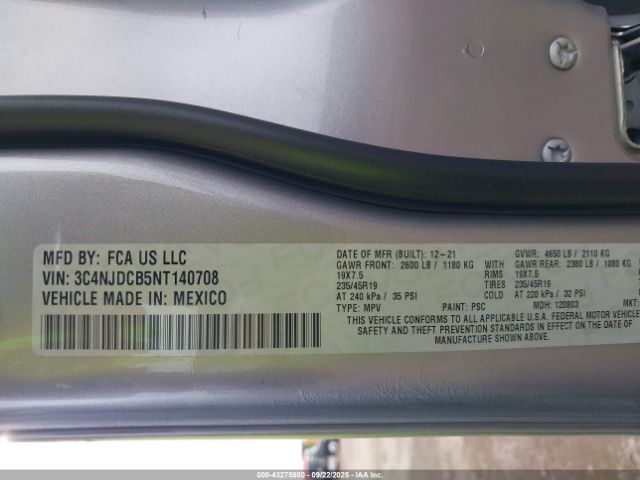 MFD BY: FCA US LLC
VIN: 3C4NJDCB5NT140708
VEHICLE MADE IN: MEXICO
DATE OF MFR (BUILT): 12-21
GVWR: 4650 LB / 2110 KG
GAWR FRONT: 2600 LB / 1180 KG WITH GAWR REAR: 2380 LB / 1080 KG
19X7.5 RIMS 19X7.5
235/45R19 TIRES 235/45R19
AT 240 kPa / 35 PSI COLD AT 220 kPa / 32 PSI
TYPE: MPV PAINT: PSC MDH: 120803 MKT:
THIS VEHICLE CONFORMS TO ALL APPLICABLE U.S.A. FEDERAL MOTOR VEHICLE
SAFETY AND THEFT PREVENTION STANDARDS IN EFFECT ON THE DATE OF
MANUFACTURE SHOWN ABOVE.
000-43275980 | 09/22/2025 | IMPACT AUTO AUCTIONS